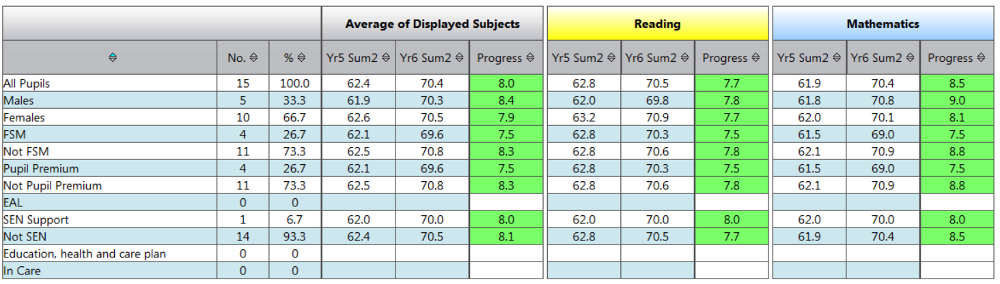 Average of Displayed Subjects Reading Mathematics
No. % Yr5 Sum2 Yr6 Sum2 Progress Yr5 Sum2 Yr6 Sum2 Progress Yr5 Sum2 Yr6 Sum2 Progress
All Pupils 15 100.0 62.4 70.4 8.0 62.8 70.5 7.7 61.9 70.4 8.5
Males 5 33.3 61.9 70.3 8.4 62.0 69.8 7.8 61.8 70.8 9.0
Females 10 66.7 62.6 70.5 7.9 63.2 70.9 7.7 62.0 70.1 8.1
FSM 4 26.7 62.1 69.6 7.5 62.8 70.3 7.5 61.5 69.0 7.5
Not FSM 11 73.3 62.5 70.8 8.3 62.8 70.6 7.8 62.1 70.9 8.8
Pupil Premium 4 26.7 62.1 69.6 7.5 62.8 70.3 7.5 61.5 69.0 7.5
Not Pupil Premium 11 73.3 62.5 70.8 8.3 62.8 70.6 7.8 62.1 70.9 8.8
EAL 0 0
SEN Support 1 6.7 62.0 70.0 8.0 62.0 70.0 8.0 62.0 70.0 8.0
Not SEN 14 93.3 62.4 70.5 8.1 62.8 70.5 7.7 61.9 70.4 8.5
Education, health and care plan 0 0
In Care 0 0